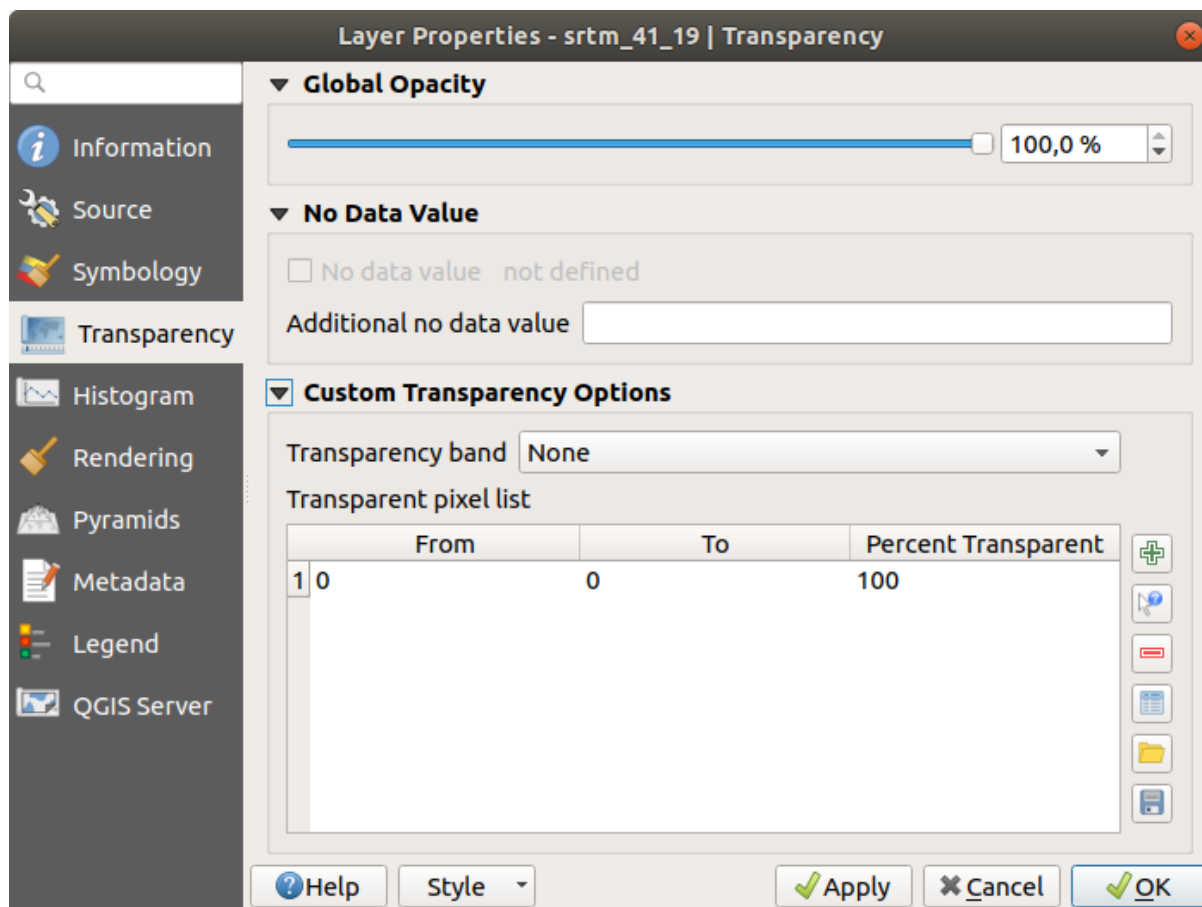 Layer Properties - srtm_41_19 | Transparency
Information
Source
Symbology
Transparency
Histogram
Rendering
Pyramids
Metadata
Legend
QGIS Server
Global Opacity
100,0 %
No Data Value
No data value not defined
Additional no data value
Custom Transparency Options
Transparency band None
Transparent pixel list
From To Percent Transparent
1 0 0 100
Help Style Apply Cancel OK